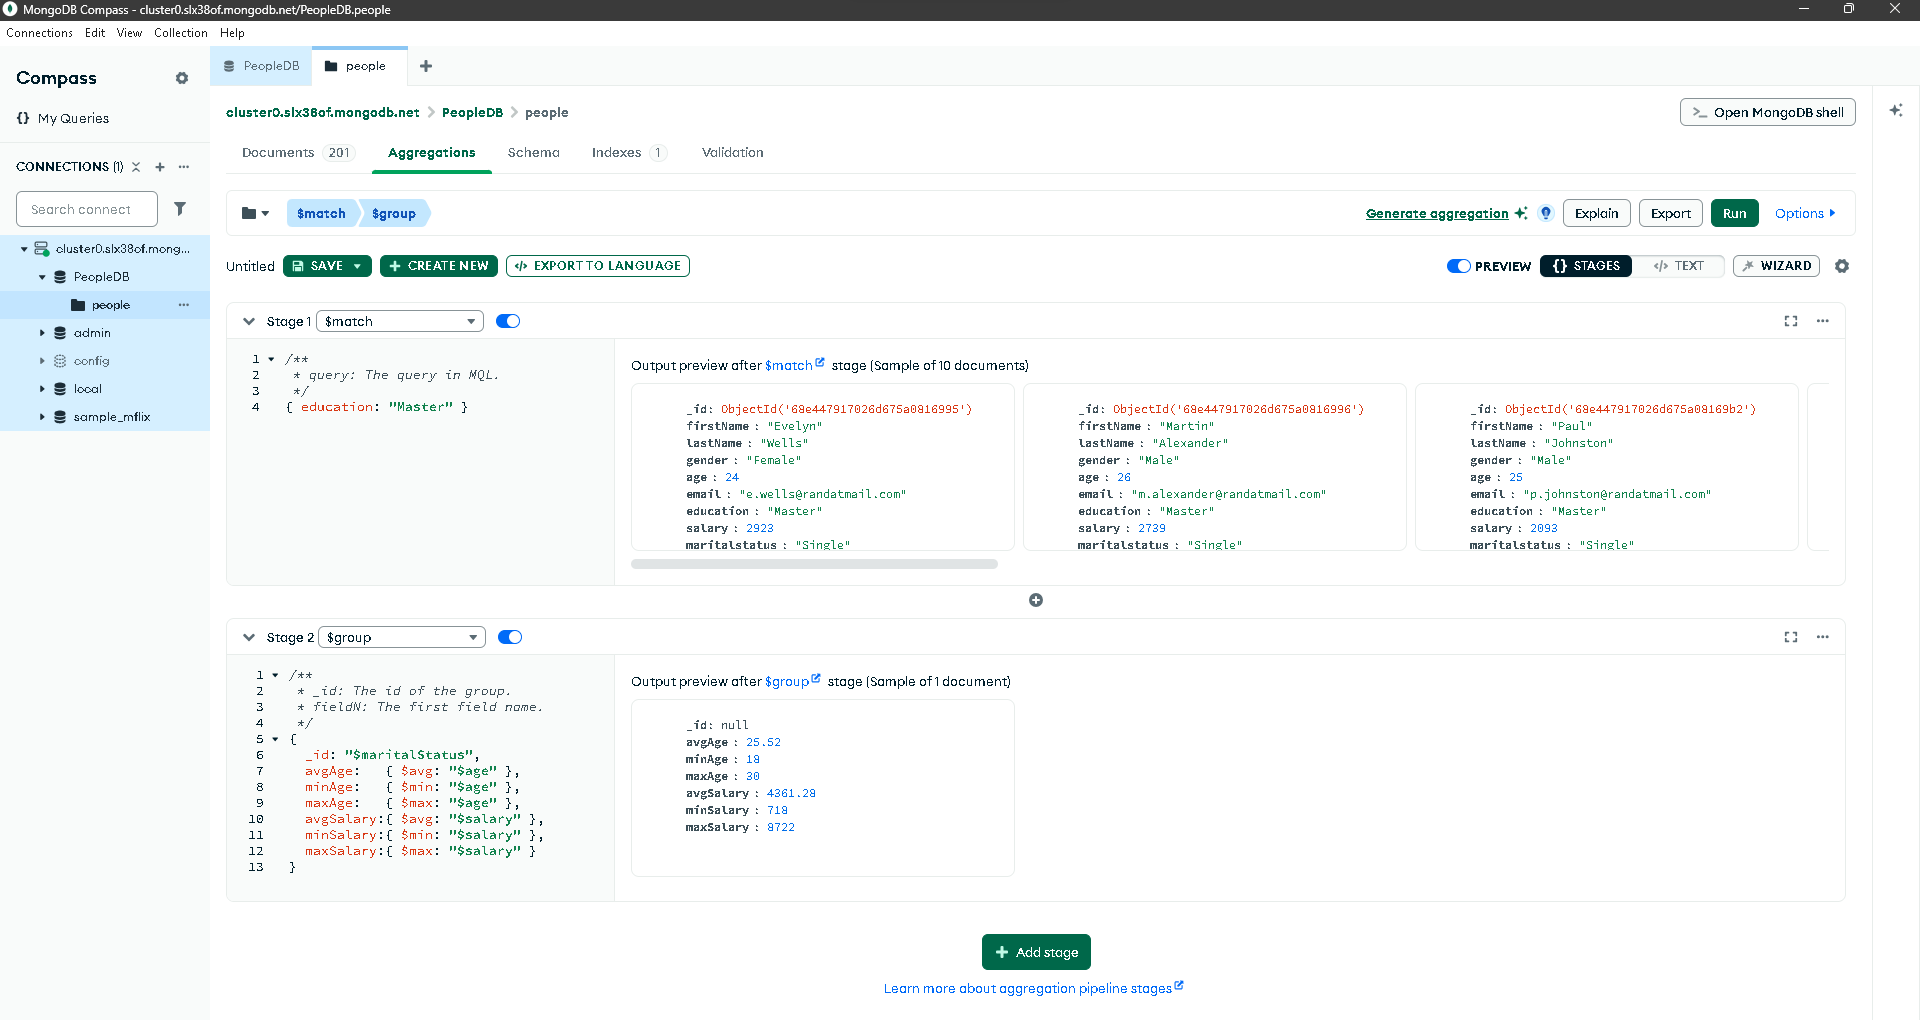 MongoDB Compass - cluster0.slx38of.mongodb.net/PeopleDB.people
Connections Edit View Collection Help
Compass
{} My Queries
CONNECTIONS (1)
Search connect
cluster0.slx38of.mong...
PeopleDB
people
admin
config
local
sample_mflix
PeopleDB
people
cluster0.slx38of.mongodb.net > PeopleDB > people
>_ Open MongoDB shell
Documents 201 Aggregations Schema Indexes 1 Validation
$match $group
Generate aggregation Explain Export Run Options
Untitled SAVE + CREATE NEW </> EXPORT TO LANGUAGE
PREVIEW {} STAGES </> TEXT WIZARD
Stage 1 $match
1 /**
2 * query: The query in MQL.
3 */
4 { education: "Master" }
Output preview after $match stage (Sample of 10 documents)
_id: ObjectId('68e447917026d675a0816995')
firstName : "Evelyn"
lastName : "Wells"
gender : "Female"
age : 24
email : "e.wells@randatmail.com"
education : "Master"
salary : 2923
maritalstatus : "Single"
_id: ObjectId('68e447917026d675a0816996')
firstName : "Martin"
lastName : "Alexander"
gender : "Male"
age : 26
email : "m.alexander@randatmail.com"
education : "Master"
salary : 2739
maritalstatus : "Single"
_id: ObjectId('68e447917026d675a08169b2')
firstName : "Paul"
lastName : "Johnston"
gender : "Male"
age : 25
email : "p.johnston@randatmail.com"
education : "Master"
salary : 2093
maritalstatus : "Single"
Stage 2 $group
1 /**
2 * _id: The id of the group.
3 * fieldN: The first field name.
4 */
5 {
6 _id: "$maritalStatus",
7 avgAge: { $avg: "$age" },
8 minAge: { $min: "$age" },
9 maxAge: { $max: "$age" },
10 avgSalary:{ $avg: "$salary" },
11 minSalary:{ $min: "$salary" },
12 maxSalary:{ $max: "$salary" }
13 }
Output preview after $group stage (Sample of 1 document)
_id: null
avgAge : 25.52
minAge : 18
maxAge : 30
avgSalary : 4361.28
minSalary : 718
maxSalary : 8722
+ Add stage
Learn more about aggregation pipeline stages